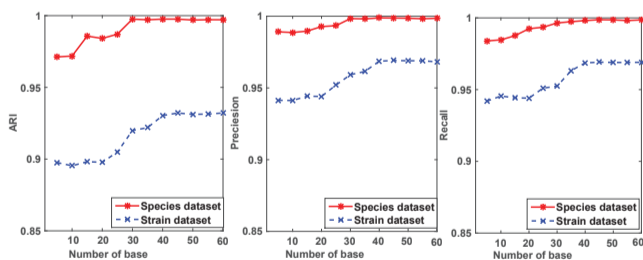 1
0.95
0.9
0.85
ARI
10 20 30 40 50 60
Number of base
Species dataset
Strain dataset
1
0.95
0.9
0.85
Preciesion
10 20 30 40 50 60
Number of base
Species dataset
Strain dataset
1
0.95
0.9
0.85
Recall
10 20 30 40 50 60
Number of base
Species dataset
Strain dataset